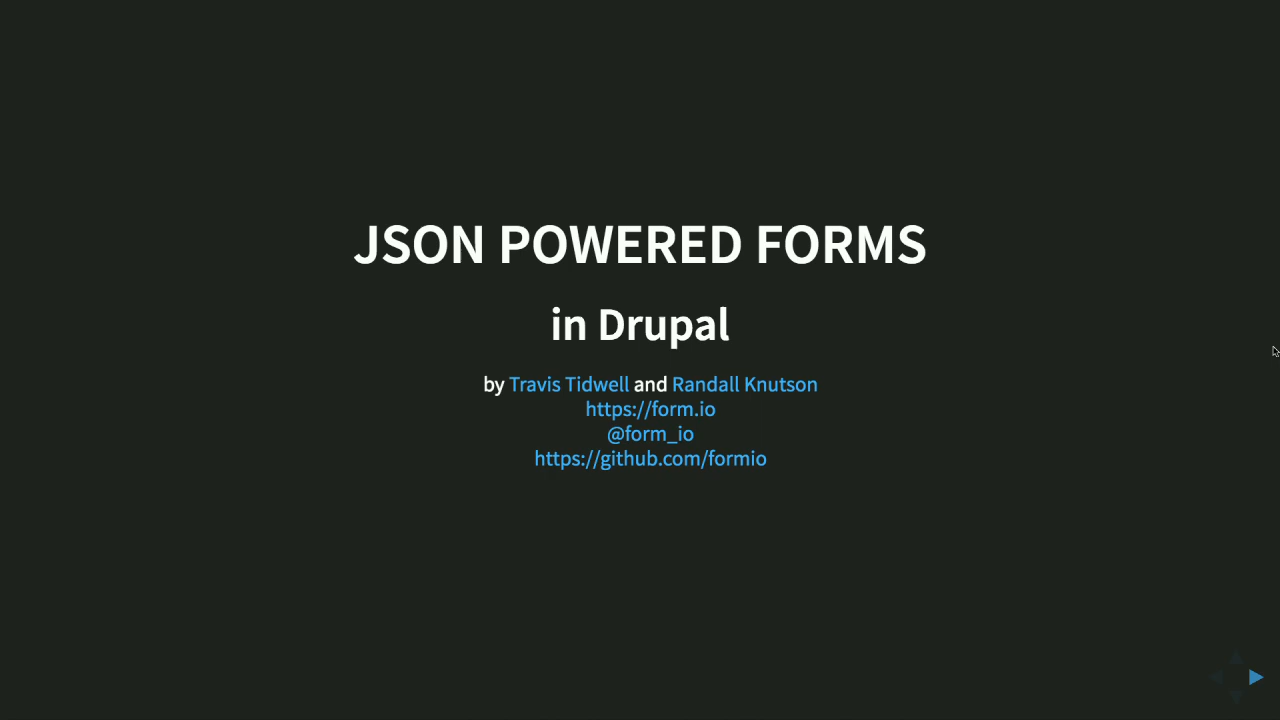 JSON POWERED FORMS
in Drupal
by Travis Tidwell and Randall Knutson
https://form.io
@form_io
https://github.com/formio